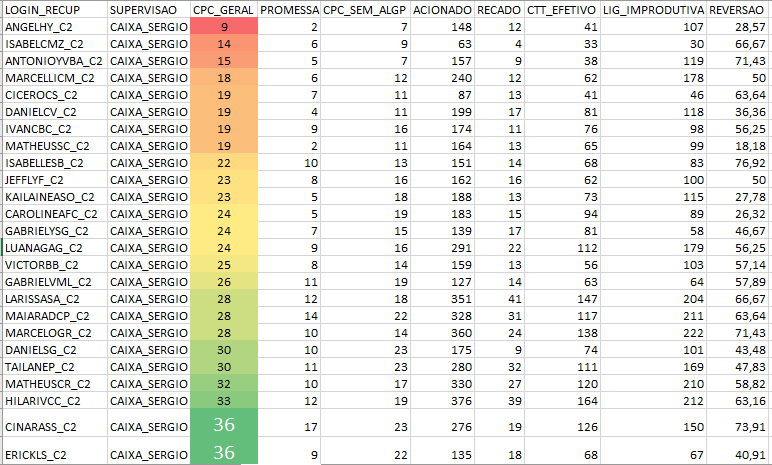 LOGIN_RECUP SUPERVISAO CPC_GERAL PROMESSA CPC_SEM_ALGP ACIONADO RECADO CTT_EFETIVO LIG_IMPRODUTIVA REVERSAO
ANGELHY_C2 CAIXA_SERGIO 9 2 7 148 12 41 107 28,57
ISABELCMZ_C2 CAIXA_SERGIO 14 6 9 63 4 33 30 66,67
ANTONIOYVBA_C2 CAIXA_SERGIO 15 5 7 157 9 38 119 71,43
MARCELLICM_C2 CAIXA_SERGIO 18 6 12 240 12 62 178 50
CICEROCS_C2 CAIXA_SERGIO 19 7 11 87 13 41 46 63,64
DANIELCV_C2 CAIXA_SERGIO 19 4 11 199 17 81 118 36,36
IVANCBC_C2 CAIXA_SERGIO 19 9 16 174 11 76 98 56,25
MATHEUSSC_C2 CAIXA_SERGIO 19 2 11 164 13 65 99 18,18
ISABELLESB_C2 CAIXA_SERGIO 22 10 13 151 14 68 83 76,92
JEFFLYF_C2 CAIXA_SERGIO 23 8 16 162 16 62 100 50
KAILAINEASO_C2 CAIXA_SERGIO 23 5 18 188 13 73 115 27,78
CAROLINEAFC_C2 CAIXA_SERGIO 24 5 19 183 15 94 89 26,32
GABRIELYSG_C2 CAIXA_SERGIO 24 7 15 139 17 81 58 46,67
LUANAGAG_C2 CAIXA_SERGIO 24 9 16 291 22 112 179 56,25
VICTORBB_C2 CAIXA_SERGIO 25 8 14 159 13 56 103 57,14
GABRIELVML_C2 CAIXA_SERGIO 26 11 19 127 14 63 64 57,89
LARISSASA_C2 CAIXA_SERGIO 28 12 18 351 41 147 204 66,67
MAIARADCP_C2 CAIXA_SERGIO 28 14 22 328 31 117 211 63,64
MARCELOGR_C2 CAIXA_SERGIO 28 10 14 360 24 138 222 71,43
DANIELSG_C2 CAIXA_SERGIO 30 10 23 175 9 74 101 43,48
TAILANEP_C2 CAIXA_SERGIO 30 11 23 280 32 111 169 47,83
MATHEUSCR_C2 CAIXA_SERGIO 32 10 17 330 27 120 210 58,82
HILARIVCC_C2 CAIXA_SERGIO 33 12 19 376 39 164 212 63,16
CINARASS_C2 CAIXA_SERGIO 36 17 23 276 19 126 150 73,91
ERICKLS_C2 CAIXA_SERGIO 36 9 22 135 18 68 67 40,91